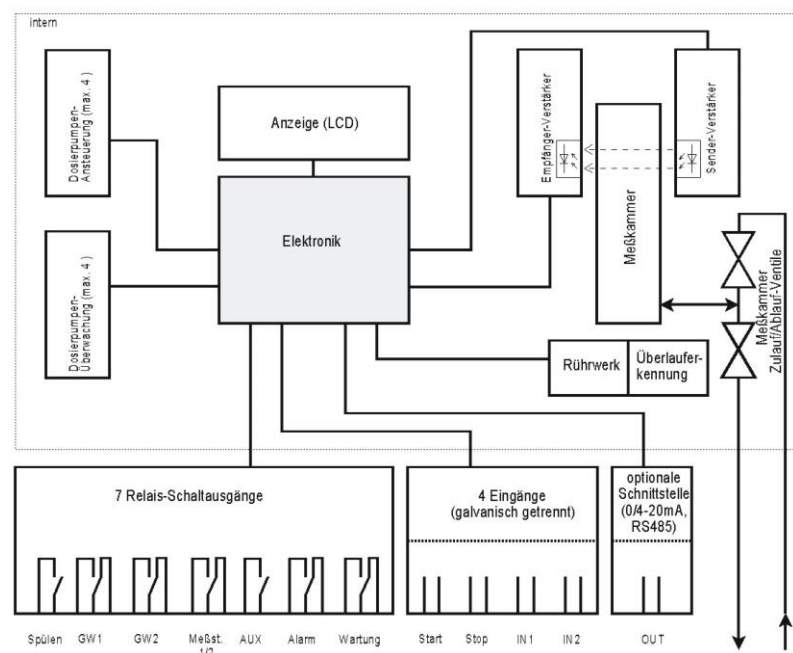 intern
Dosierpumpen-
Ansteuerung (max. 4 )
Anzeige (LCD)
Empfänger-Verstärker
Meßkammer
Sender-Verstärker
Elektronik
Dosierpumpen-
Überwachung (max. 4 )
Meßkammer
Zulauf/Ablauf-Ventile
Rührwerk
Überlaufer-
kennung
7 Relais-Schaltausgänge
4 Eingänge
(galvanisch getrennt)
optionale
Schnittstelle
(0/4-20mA,
RS485)
Spülen
GW1
GW2
Meßst.
1/2
AUX
Alarm
Wartung
Start
Stop
IN1
IN2
OUT